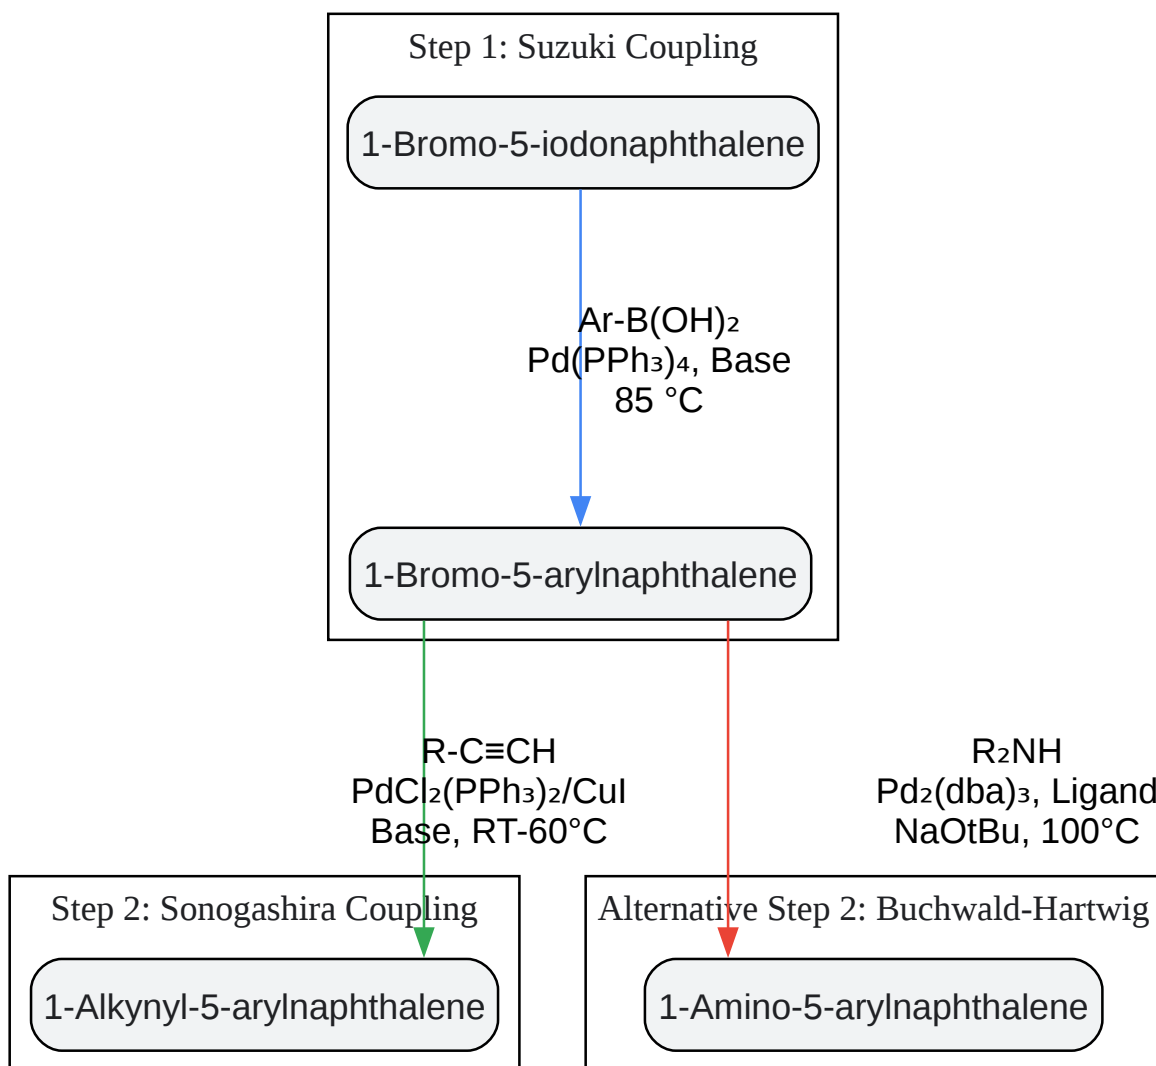 Step 1: Suzuki Coupling
1-Bromo-5-iodonaphthalene
Ar-B(OH)₂
Pd(PPh₃)₄, Base
85 °C
1-Bromo-5-arylnaphthalene
R-C≡CH
PdCl₂(PPh₃)₂/CuI
Base, RT-60°C
R₂NH
Pd₂(dba)₃, Ligand
NaOtBu, 100°C
Step 2: Sonogashira Coupling
1-Alkynyl-5-arylnaphthalene
Alternative Step 2: Buchwald-Hartwig
1-Amino-5-arylnaphthalene